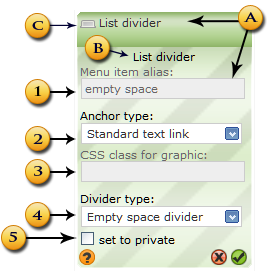 C
List divider
A
B
List divider
Menu item alias:
1
empty space
Anchor type:
2
Standard text link
CSS class for graphic:
3
Divider type:
4
Empty space divider
5
set to private
?